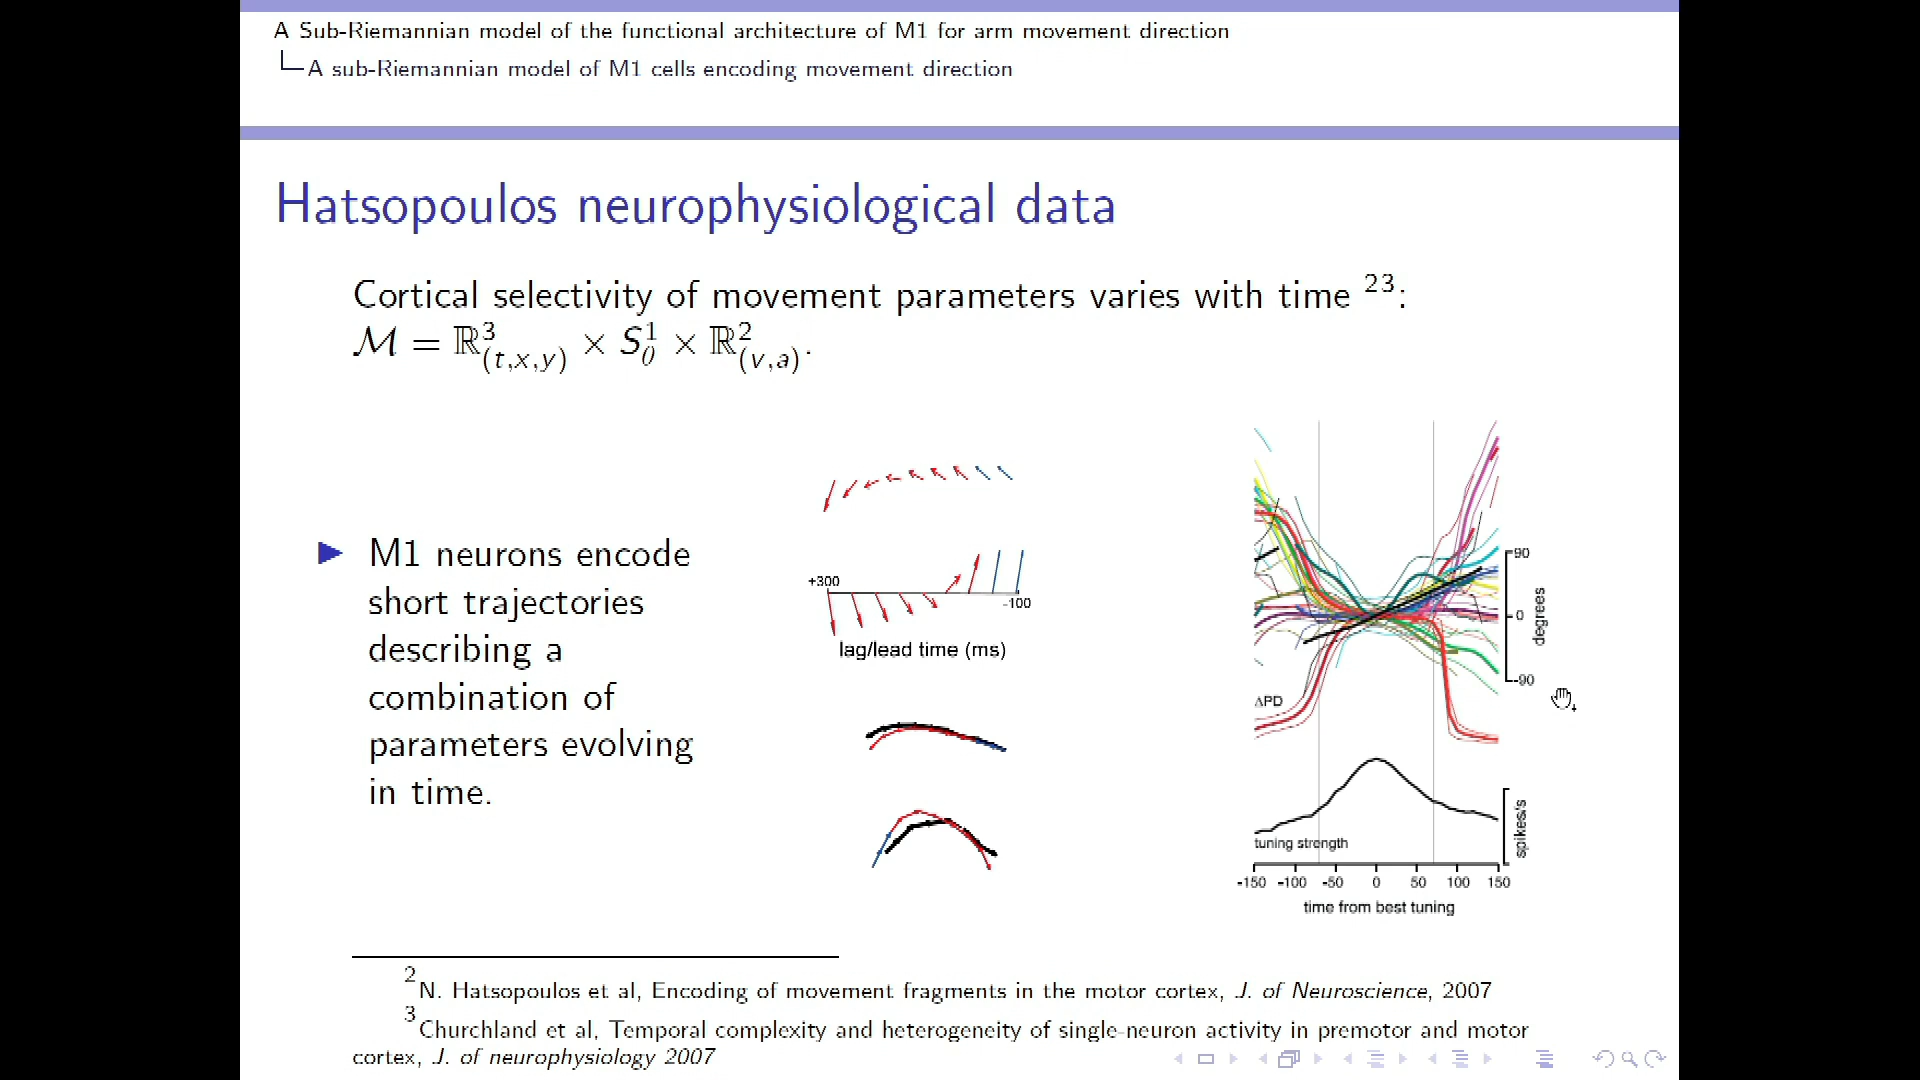 A Sub-Riemannian model of the functional architecture of M1 for arm movement direction
A sub-Riemannian model of M1 cells encoding movement direction
Hatsopoulos neurophysiological data
Cortical selectivity of movement parameters varies with time 23:
ℳ = ℝ³(t,x,y) × S¹θ × ℝ²(v,a).
M1 neurons encode
short trajectories
describing a
combination of
parameters evolving
in time.
+300
-100
lag/lead time (ms)
90
0
-90
degrees
ΔPD
tuning strength
spikes/s
-150 -100 -50 0 50 100 150
time from best tuning
2 N. Hatsopoulos et al, Encoding of movement fragments in the motor cortex, J. of Neuroscience, 2007
3 Churchland et al, Temporal complexity and heterogeneity of single-neuron activity in premotor and motor
cortex, J. of neurophysiology 2007